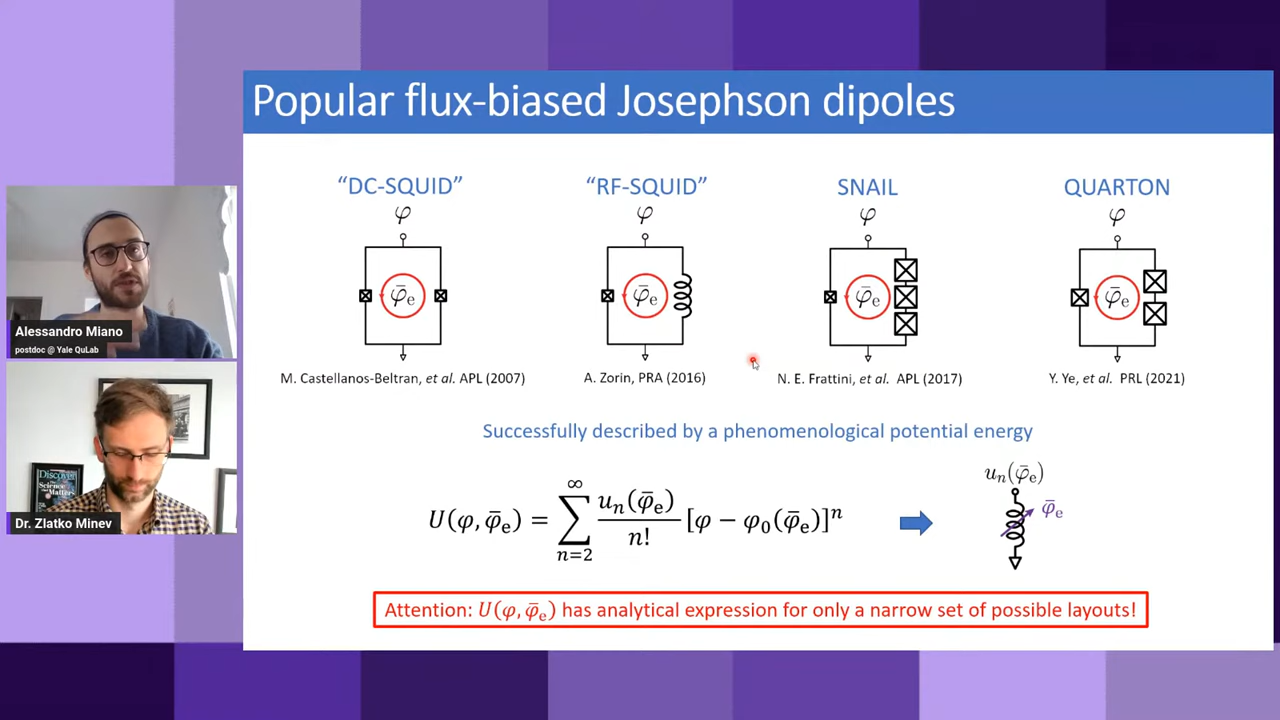 Popular flux-biased Josephson dipoles
“DC-SQUID”
“RF-SQUID”
SNAIL
QUARTON
φ
φ
φ
φ
φ̄e
φ̄e
φ̄e
φ̄e
M. Castellanos-Beltran, et al. APL (2007)
A. Zorin, PRA (2016)
N. E. Frattini, et al. APL (2017)
Y. Ye, et al. PRL (2021)
Successfully described by a phenomenological potential energy
U(φ, φ̄e) = ∑n=2∞ un(φ̄e)/n! [φ − φ0(φ̄e)]n
un(φ̄e)
φ̄e
Attention: U(φ, φ̄e) has analytical expression for only a narrow set of possible layouts!
Alessandro Miano
postdoc @ Yale QuLab
Discover
Science
Matters
Dr. Zlatko Minev